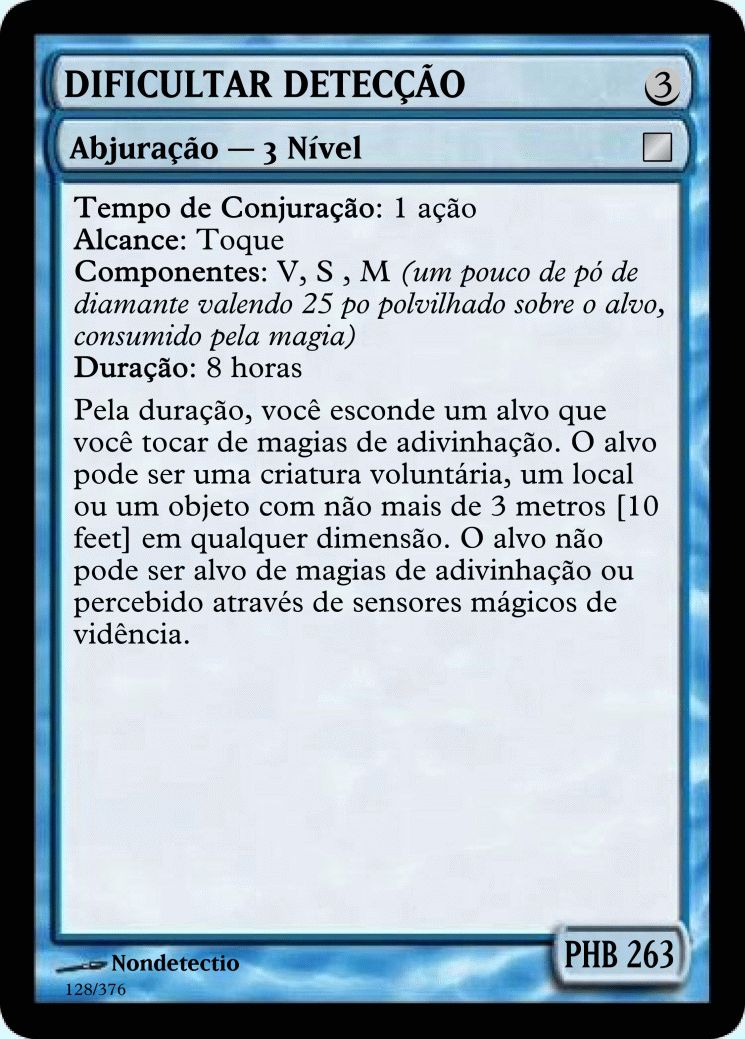 DIFICULTAR DETECÇÃO 3
Abjuração — 3 Nível
Tempo de Conjuração: 1 ação
Alcance: Toque
Componentes: V, S , M (um pouco de pó de
diamante valendo 25 po polvilhado sobre o alvo,
consumido pela magia)
Duração: 8 horas
Pela duração, você esconde um alvo que
você tocar de magias de adivinhação. O alvo
pode ser uma criatura voluntária, um local
ou um objeto com não mais de 3 metros [10
feet] em qualquer dimensão. O alvo não
pode ser alvo de magias de adivinhação ou
percebido através de sensores mágicos de
vidência.
PHB 263
Nondetectio
128/376